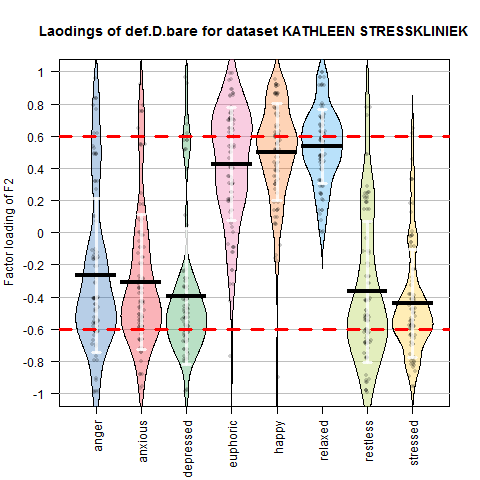 Laodings of def.D.bare for dataset KATHLEEN STRESSKLINIEK
Factor loading of F2
1
0.8
0.6
0.4
0.2
0
-0.2
-0.4
-0.6
-0.8
-1
anger
anxious
depressed
euphoric
happy
relaxed
restless
stressed